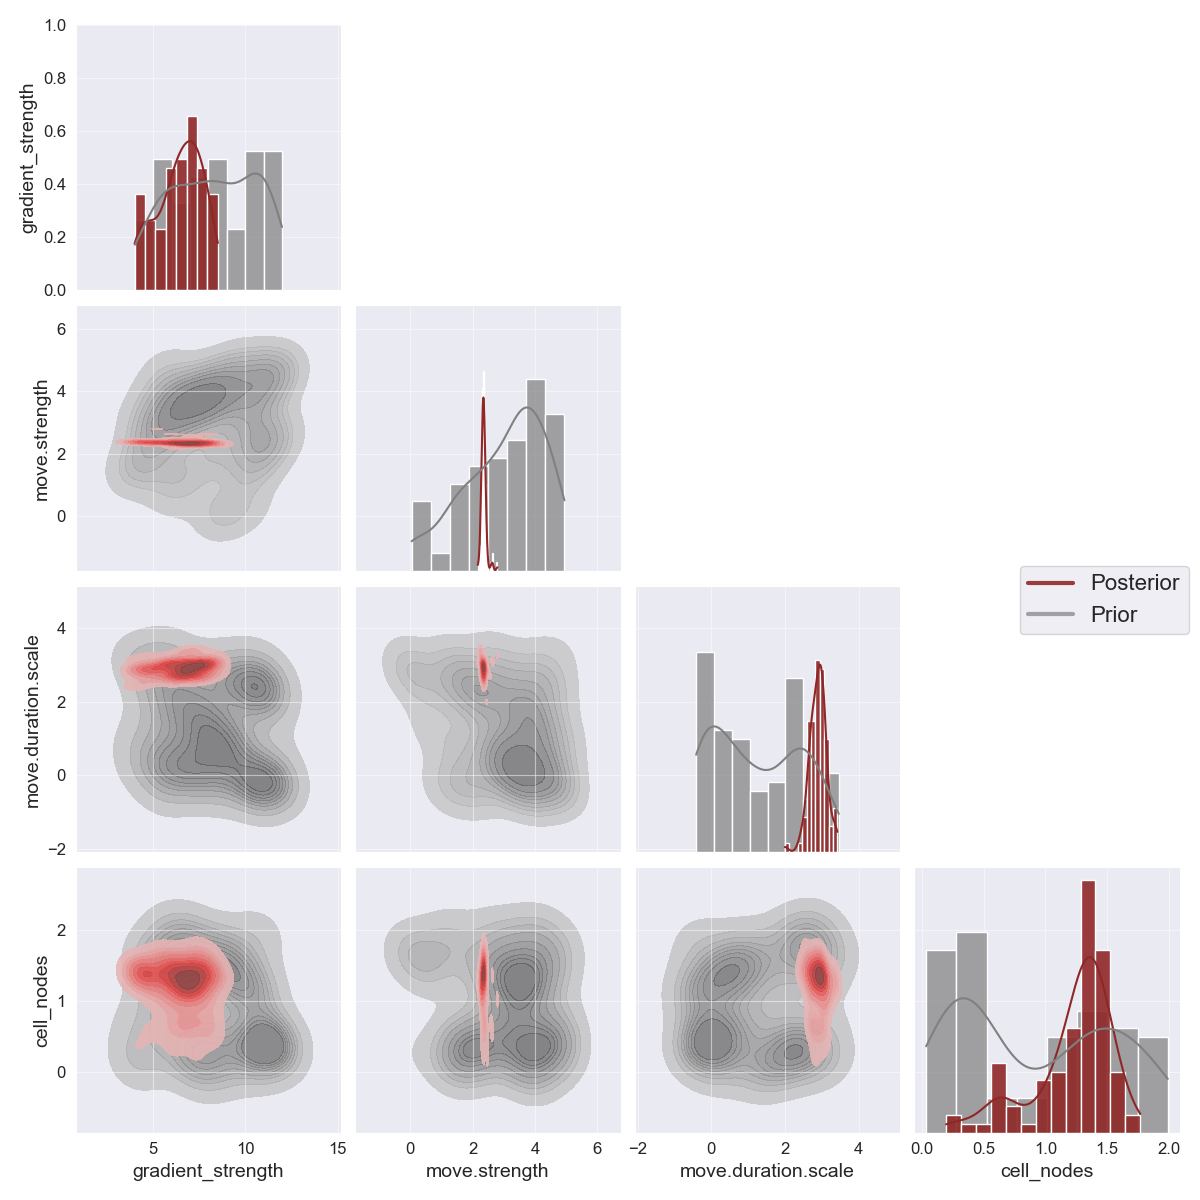 1.0
0.8
0.6
0.4
0.2
0.0
gradient_strength
6
4
2
0
move.strength
Posterior
Prior
4
2
0
−2
move.duration.scale
2
1
0
cell_nodes
5 10 15
0 2 4 6
−2 0 2 4
0.0 0.5 1.0 1.5 2.0
gradient_strength
move.strength
move.duration.scale
cell_nodes